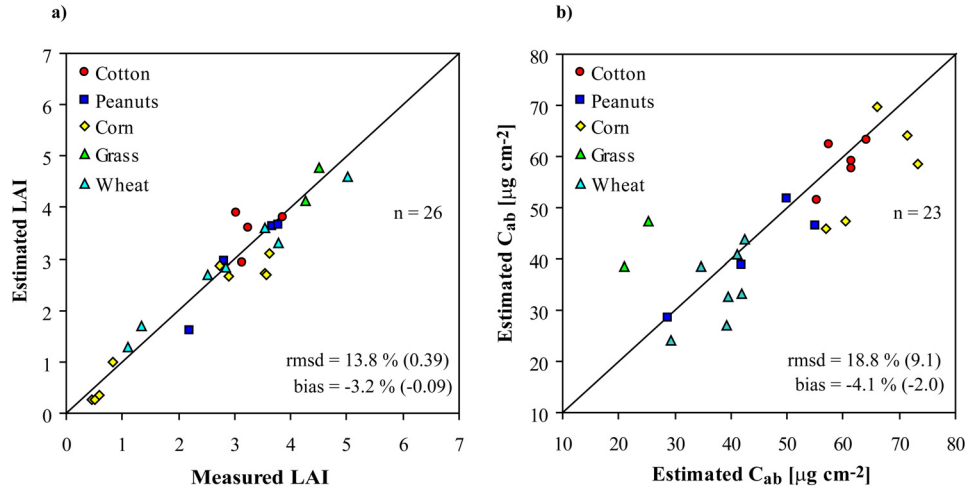 a)
7
6
5
4
3
2
1
0
Estimated LAI
Cotton
Peanuts
Corn
Grass
Wheat
n = 26
rmsd = 13.8 % (0.39)
bias = -3.2 % (-0.09)
0 1 2 3 4 5 6 7
Measured LAI
b)
80
70
60
50
40
30
20
10
Estimated Cab [µg cm-2]
Cotton
Peanuts
Corn
Grass
Wheat
n = 23
rmsd = 18.8 % (9.1)
bias = -4.1 % (-2.0)
10 20 30 40 50 60 70 80
Estimated Cab [µg cm-2]